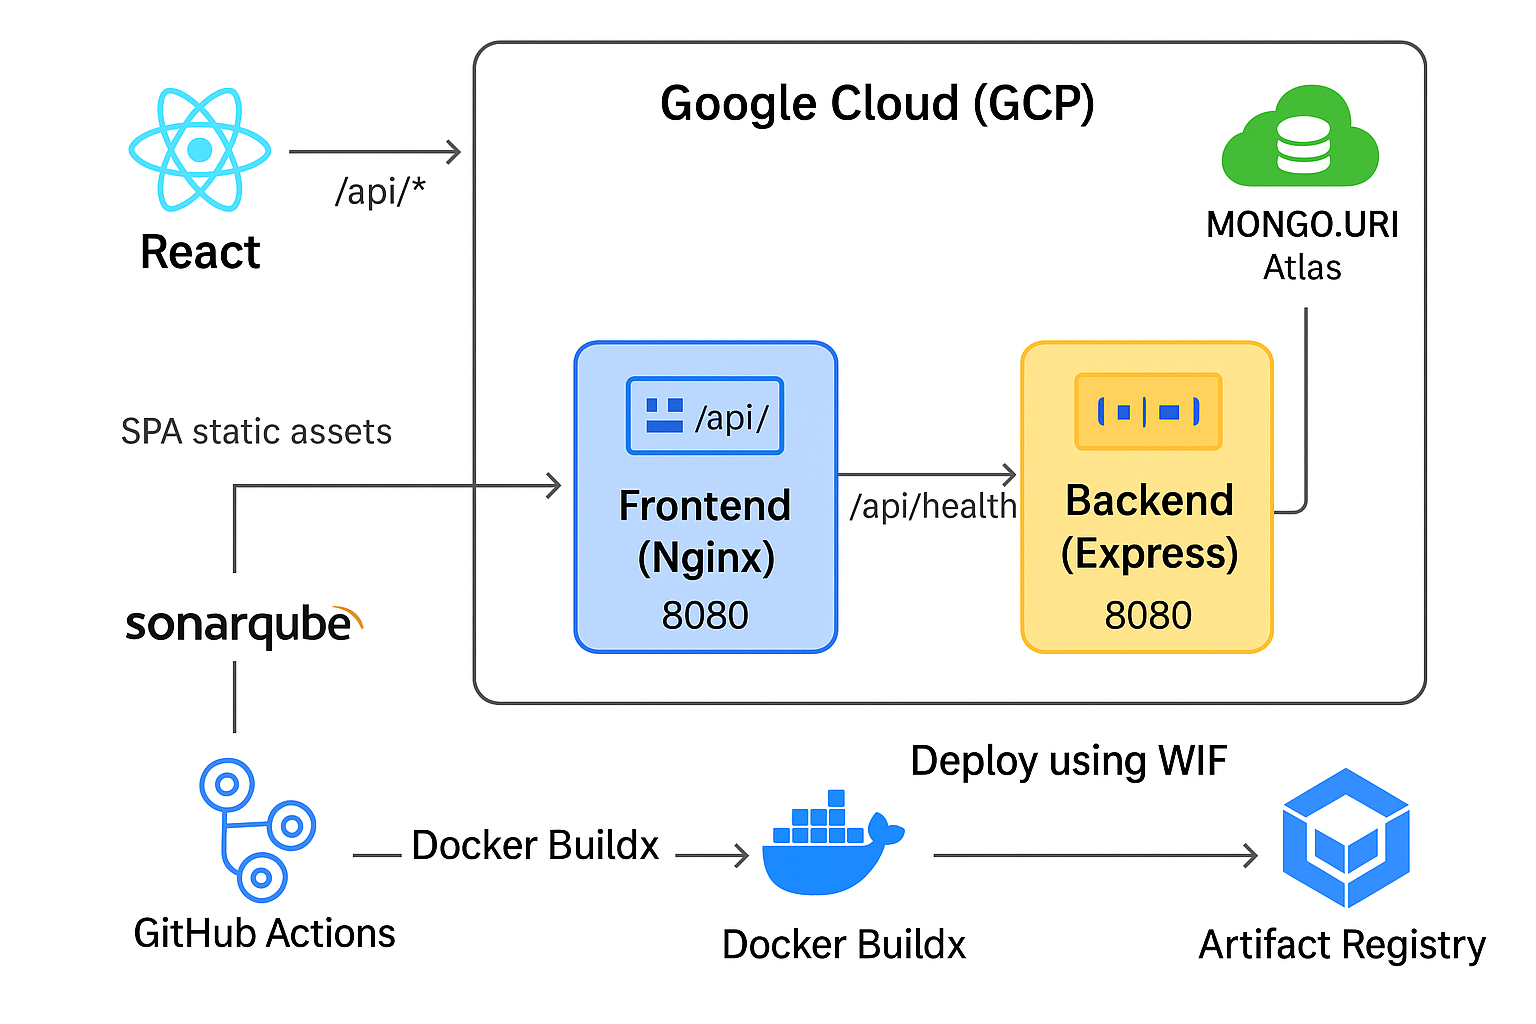 Google Cloud (GCP)
/api/*
React
MONGO.URI
Atlas
/api/
SPA static assets
Frontend
(Nginx)
8080
/api/health
Backend
(Express)
8080
sonarqube
Deploy using WIF
Docker Buildx
GitHub Actions
Docker Buildx
Artifact Registry